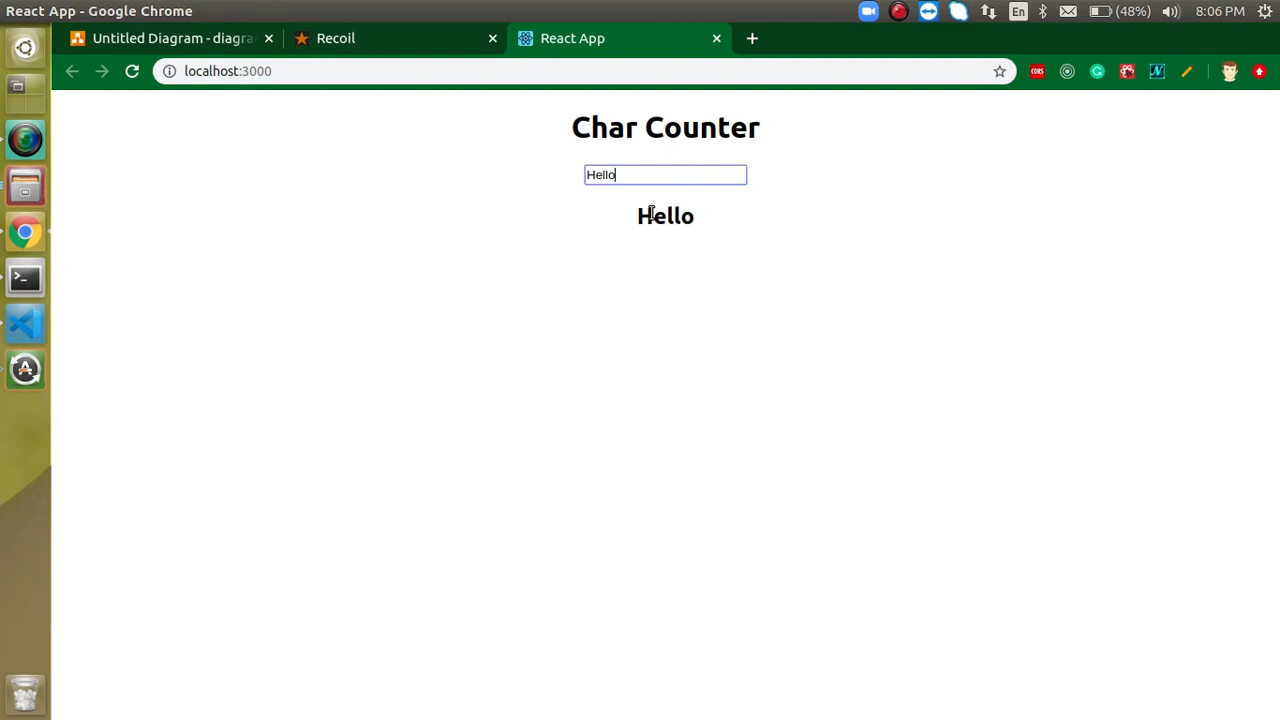 React App - Google Chrome
En
(48%)
8:06 PM
Untitled Diagram - diagra
Recoil
React App
localhost:3000
CORS
N
Char Counter
Hello
Hello